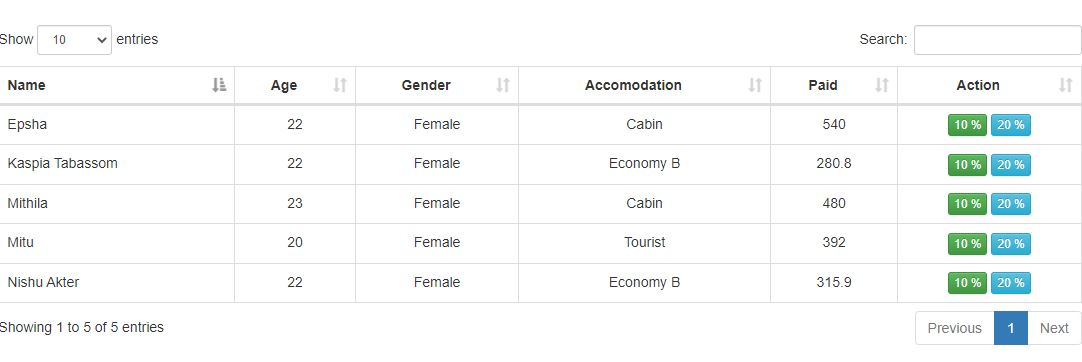 Show 10 entries Search:
Name Age Gender Accomodation Paid Action
Epsha 22 Female Cabin 540 10 % 20 %
Kaspia Tabassom 22 Female Economy B 280.8 10 % 20 %
Mithila 23 Female Cabin 480 10 % 20 %
Mitu 20 Female Tourist 392 10 % 20 %
Nishu Akter 22 Female Economy B 315.9 10 % 20 %
Showing 1 to 5 of 5 entries Previous 1 Next